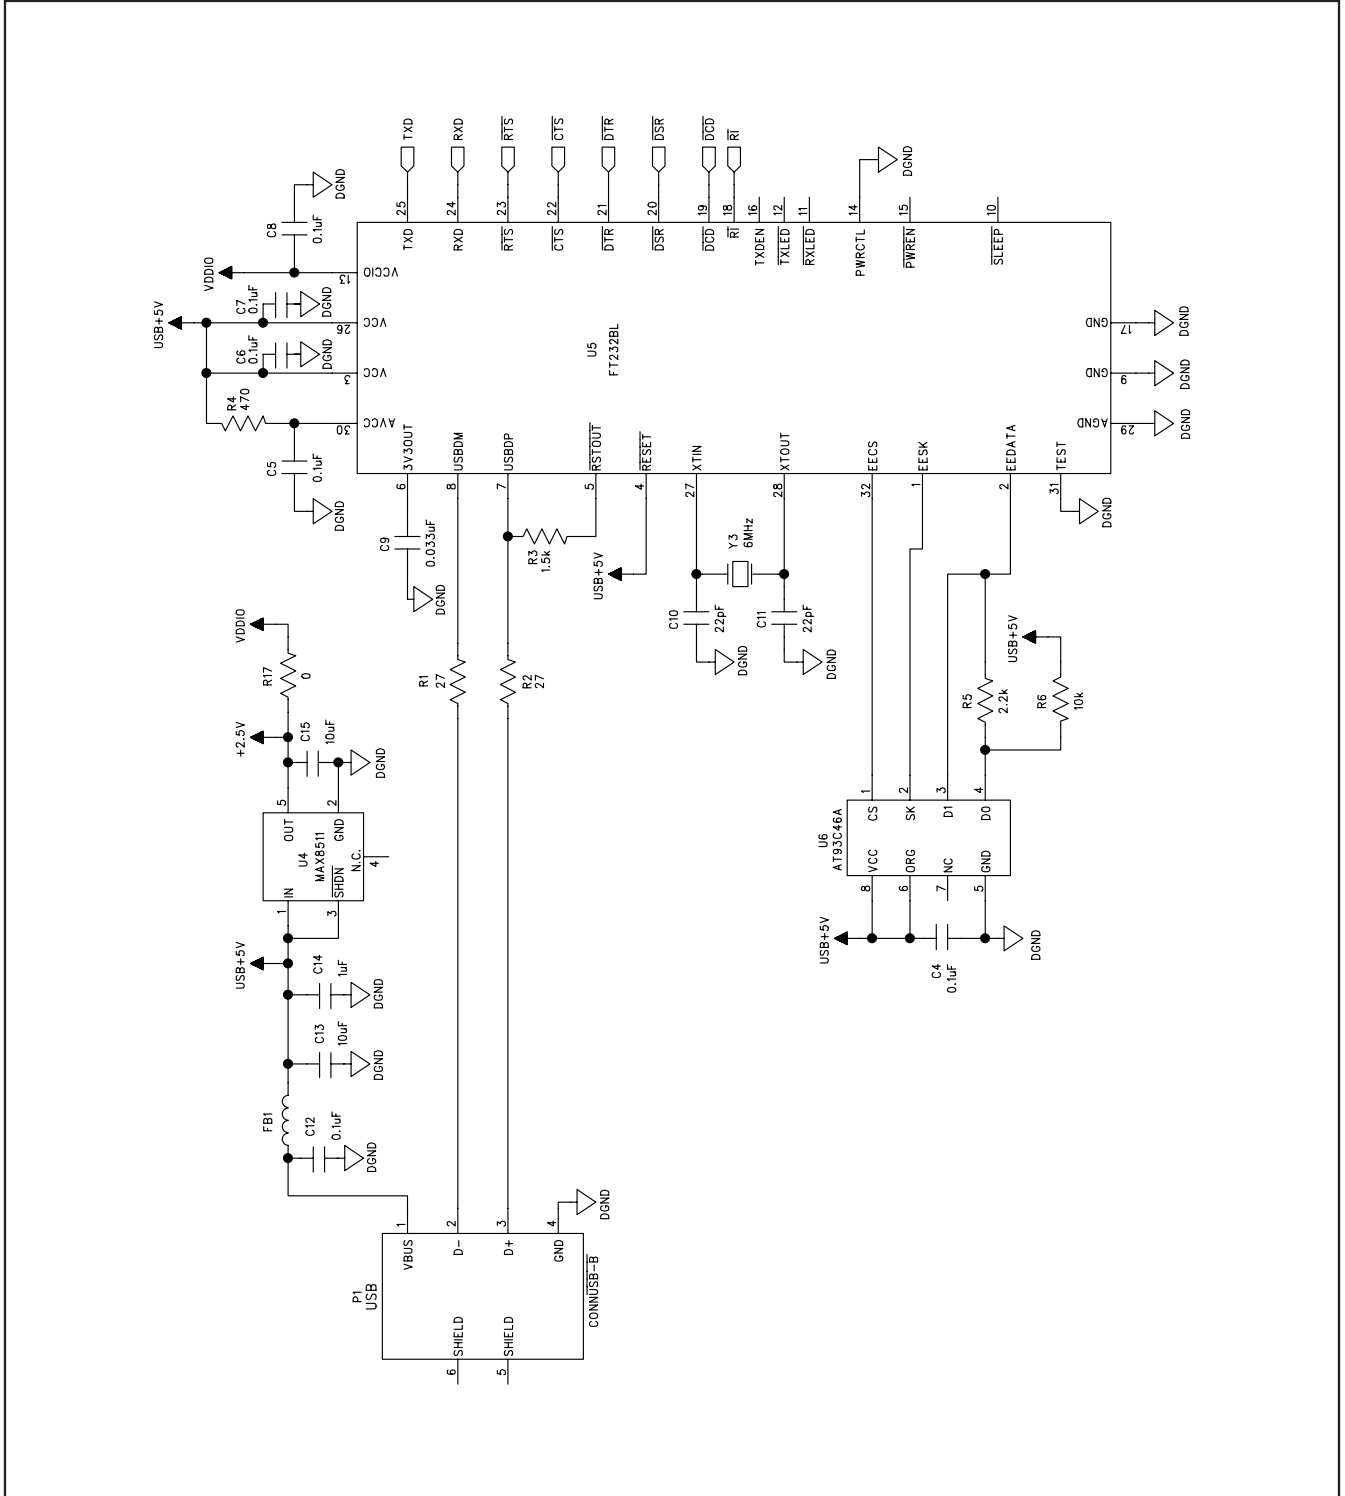 TXD
RXD
RTS
CTS
DTR
DSR
DCD
RI
25
24
23
22
21
20
19
18
16
12
11
14
15
10
TXD
RXD
RTS
CTS
DTR
DSR
DCD
RI
TXDEN
TXLED
RXLED
PWRCTL
PWREN
SLEEP
DGND
C8
0.1uF
DGND
VDDIO
13
VCCIO
USB+5V
C7
0.1uF
DGND
26
VCC
C6
0.1uF
DGND
3
VCC
R4
470
30
AVCC
C5
0.1uF
DGND
U5
FT232BL
GND
17
DGND
GND
9
DGND
AGND
29
DGND
3V3OUT
USBDM
USBDP
RSTOUT
RESET
XTIN
XTOUT
EECS
EESK
EEDATA
TEST
6
8
7
5
4
27
28
32
1
2
31
DGND
C9
0.033uF
DGND
R3
1.5k
USB+5V
Y3
6MHz
C10
22pF
DGND
C11
22pF
DGND
VDDIO
R17
0
R1
27
R2
27
USB+5V
R5
2.2k
R6
10k
+2.5V
C15
10uF
DGND
5
2
OUT
GND
U4
MAX8511
N.C.
4
IN
SHDN
1
3
1
2
3
4
CS
SK
D1
D0
U6
AT93C46A
VCC
ORG
NC
GND
8
6
7
5
USB+5V
C4
0.1uF
DGND
USB+5V
C14
1uF
DGND
C13
10uF
DGND
FB1
C12
0.1uF
DGND
1
2
3
4
DGND
VBUS
D-
D+
GND
P1
USB
CONNUSB-B
SHIELD
SHIELD
6
5